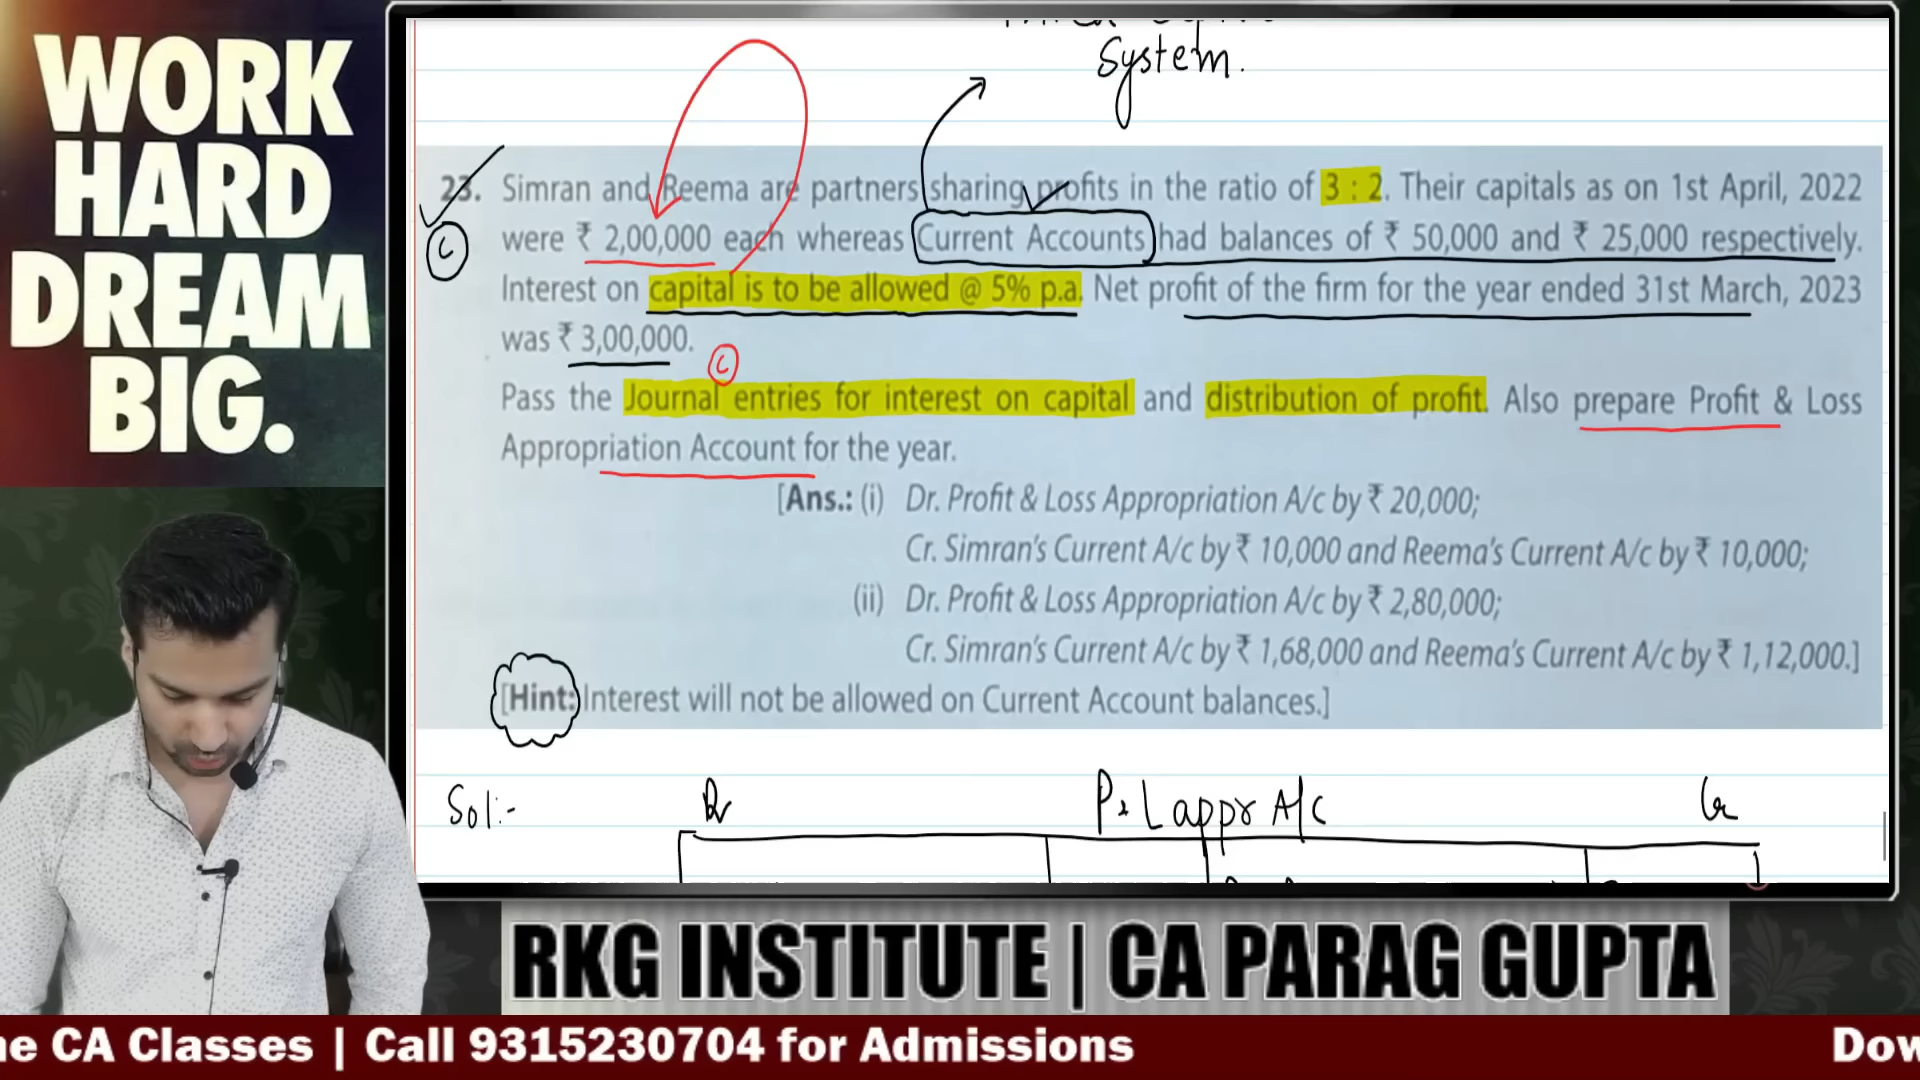 WORK
HARD
DREAM
BIG.
System.
23. Simran and Reema are partners sharing profits in the ratio of 3 : 2. Their capitals as on 1st April, 2022
were ₹ 2,00,000 each whereas Current Accounts had balances of ₹ 50,000 and ₹ 25,000 respectively.
C
Interest on capital is to be allowed @ 5% p.a. Net profit of the firm for the year ended 31st March, 2023
was ₹ 3,00,000.
C
Pass the Journal entries for interest on capital and distribution of profit. Also prepare Profit & Loss
Appropriation Account for the year.
[Ans.: (i) Dr. Profit & Loss Appropriation A/c by ₹ 20,000;
Cr. Simran's Current A/c by ₹ 10,000 and Reema's Current A/c by ₹ 10,000;
(ii) Dr. Profit & Loss Appropriation A/c by ₹ 2,80,000;
Cr. Simran's Current A/c by ₹ 1,68,000 and Reema's Current A/c by ₹ 1,12,000.]
[Hint: Interest will not be allowed on Current Account balances.]
Sol:- Dr P&L appr A/c Cr
RKG INSTITUTE | CA PARAG GUPTA
CA Classes | Call 9315230704 for Admissions